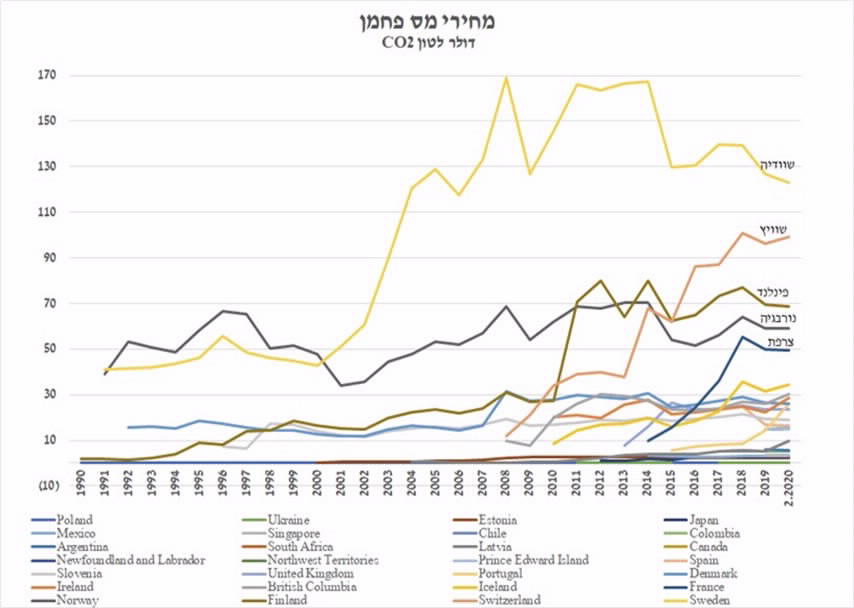 מחירי מס פחמן
דולר לטון CO2
170
150
130
110
90
70
50
30
10
(10)
שוודיה
שוויץ
פינלנד
נורבגיה
צרפת
1990 1991 1992 1993 1994 1995 1996 1997 1998 1999 2000 2001 2002 2003 2004 2005 2006 2007 2008 2009 2010 2011 2012 2013 2014 2015 2016 2017 2018 2019 2.2020
Poland Ukraine Estonia Japan
Mexico Singapore Chile Colombia
Argentina South Africa Latvia Canada
Newfoundland and Labrador Northwest Territories Prince Edward Island Spain
Slovenia United Kingdom Portugal Denmark
Ireland British Columbia Iceland France
Norway Finland Switzerland Sweden